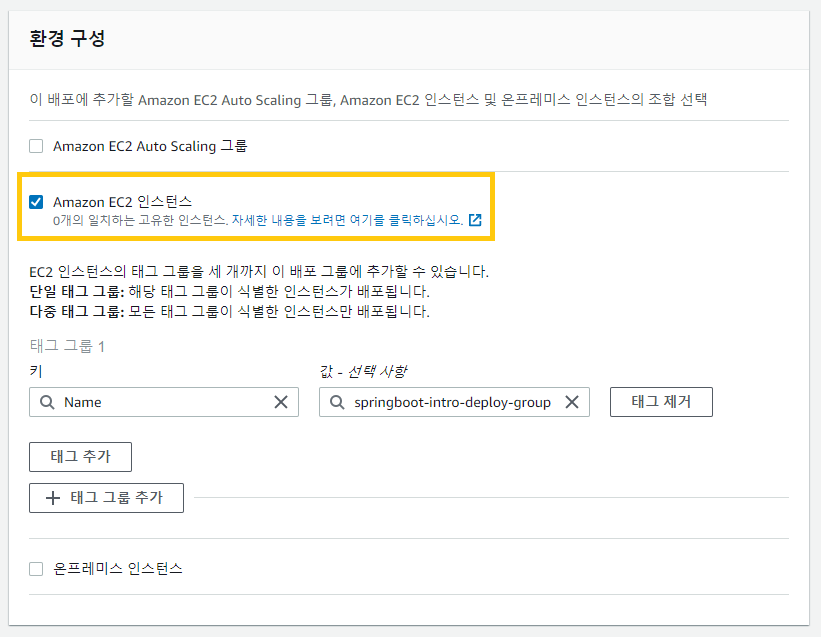 환경 구성
이 배포에 추가할 Amazon EC2 Auto Scaling 그룹, Amazon EC2 인스턴스 및 온프레미스 인스턴스의 조합 선택
Amazon EC2 Auto Scaling 그룹
Amazon EC2 인스턴스
0개의 일치하는 고유한 인스턴스. 자세한 내용을 보려면 여기를 클릭하십시오.
EC2 인스턴스의 태그 그룹을 세 개까지 이 배포 그룹에 추가할 수 있습니다.
단일 태그 그룹: 해당 태그 그룹이 식별한 인스턴스가 배포됩니다.
다중 태그 그룹: 모든 태그 그룹이 식별한 인스턴스만 배포됩니다.
태그 그룹 1
키 값 - 선택 사항
Name springboot-intro-deploy-group 태그 제거
태그 추가
태그 그룹 추가
온프레미스 인스턴스